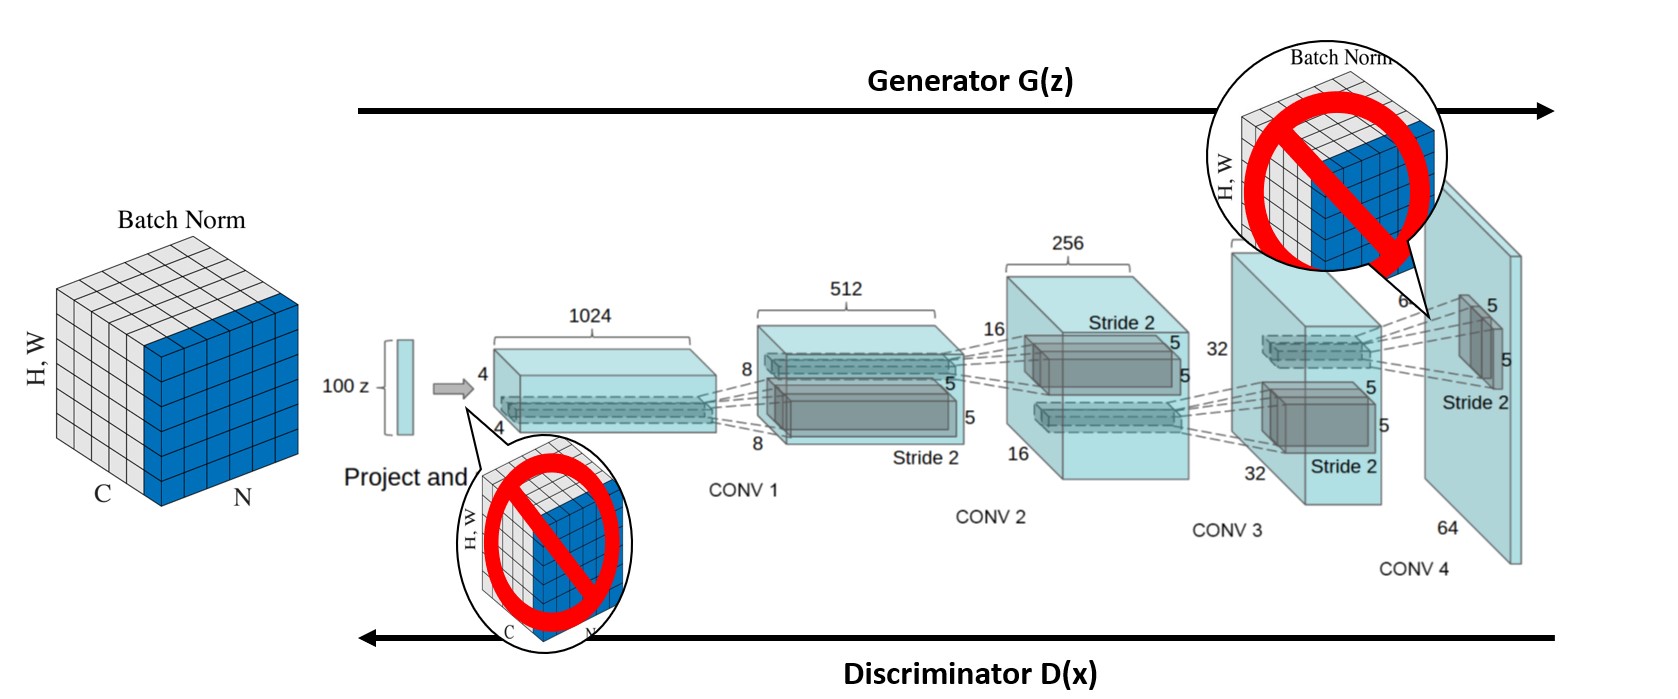 Generator G(z)
Batch Norm
H, W
Batch Norm
H, W
C
N
100 z
Project and
4
1024
4
H, W
C
N
512
8
5
5
8
Stride 2
CONV 1
256
16
Stride 2
5
5
16
CONV 2
32
5
5
Stride 2
32
CONV 3
5
5
Stride 2
64
CONV 4
Discriminator D(x)